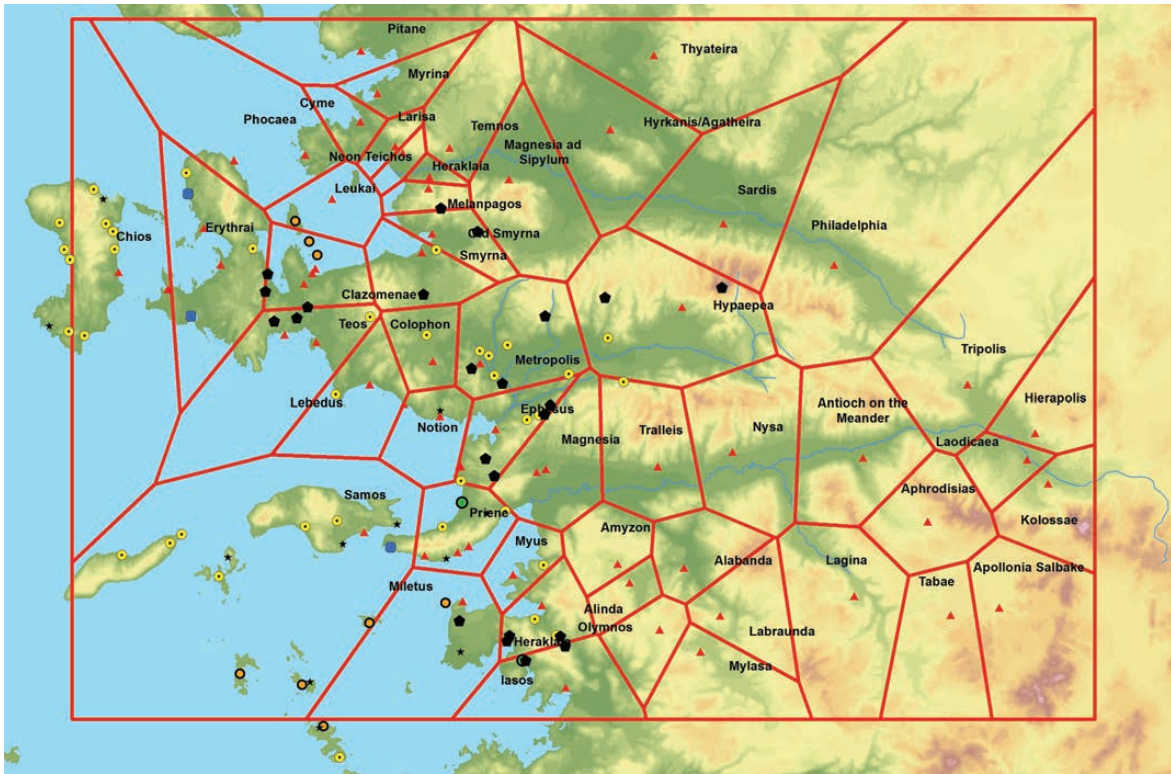 Pitane
Thyateira
Myrina
Cyme
Phocaea
Larisa
Temnos
Hyrkanis/Agatheira
Magnesia ad
Sipylum
Neon Teichos
Heraklaia
Leukai
Sardis
Melanpagos
Philadelphia
Erythrai
Chios
Old Smyrna
Smyrna
Clazomenae
Hypaepea
Teos
Colophon
Metropolis
Tripolis
Hierapolis
Lebedus
Ephesus
Antioch on the
Meander
Notion
Magnesia
Tralleis
Nysa
Laodicaea
Aphrodisias
Samos
Priene
Kolossae
Amyzon
Myus
Alabanda
Lagina
Apollonia Salbake
Tabae
Miletus
Alinda
Olymnos
Labraunda
Heraklaia
Mylasa
Iasos